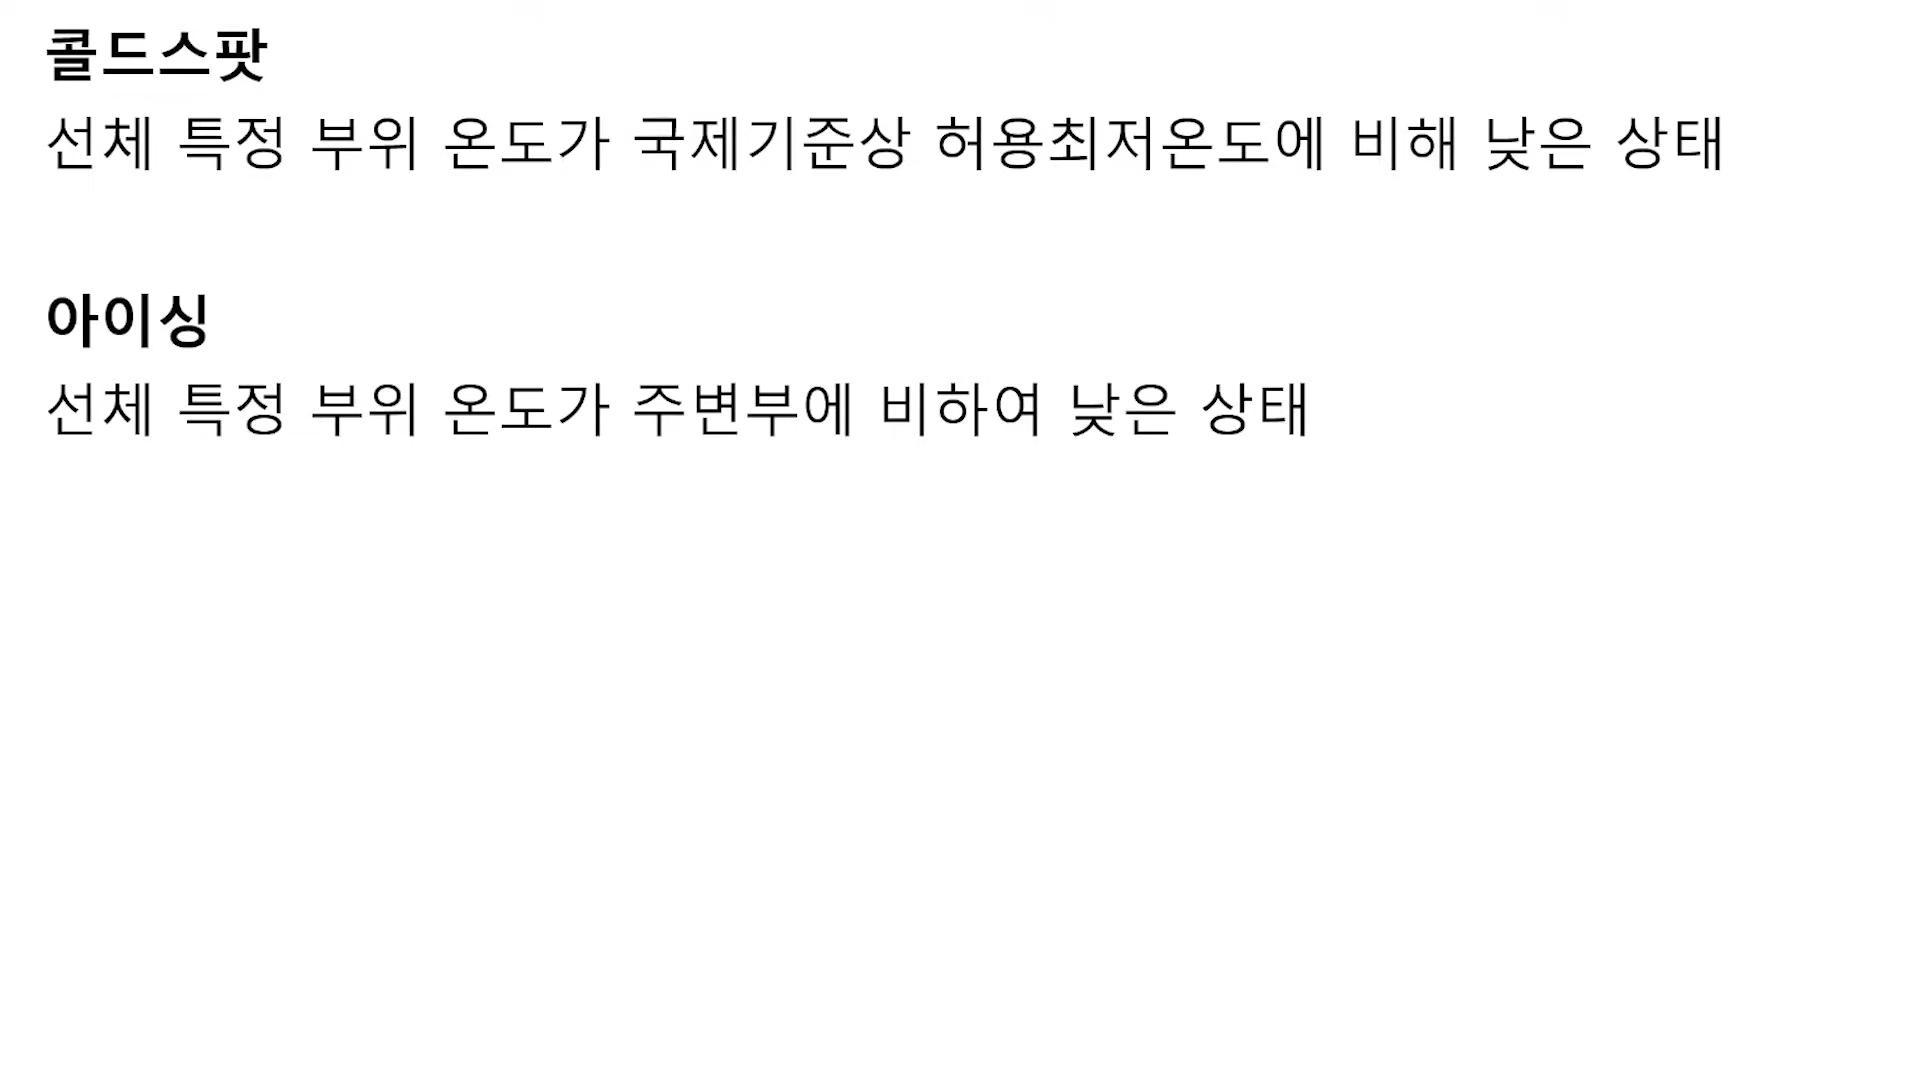 콜드스팟
선체 특정 부위 온도가 국제기준상 허용최저온도에 비해 낮은 상태
아이싱
선체 특정 부위 온도가 주변부에 비하여 낮은 상태